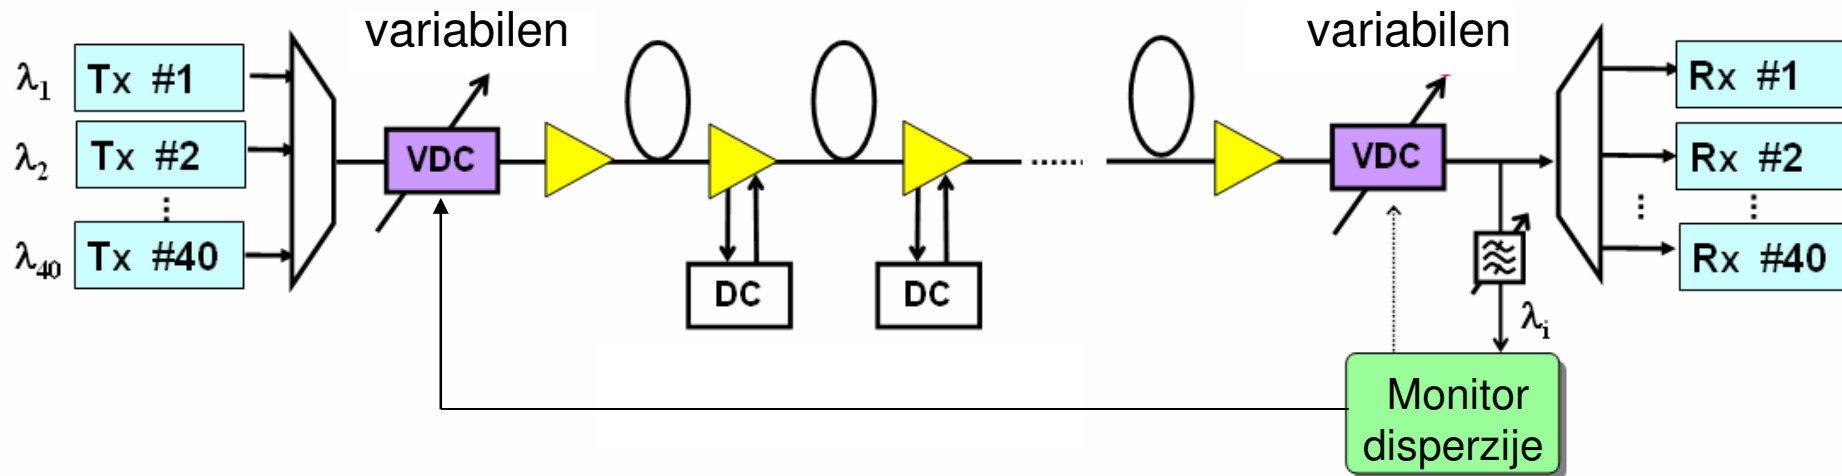 variabilen
variabilen
λ1 Tx #1
λ2 Tx #2
⋮
λ40 Tx #40
VDC
DC
DC
......
VDC
λi
Monitor
disperzije
Rx #1
Rx #2
⋮ ⋮
Rx #40